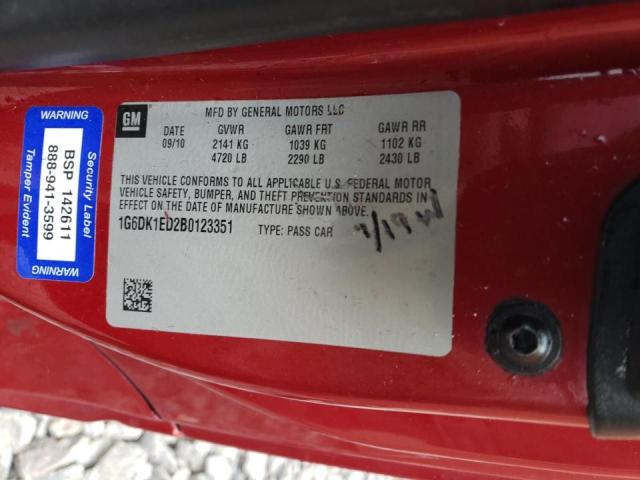 WARNING
Security Label
BSP 142611
888-941-3599
Tamper Evident
WARNING
GM
MFD BY GENERAL MOTORS LLC
DATE GVWR GAWR FRT GAWR RR
09/10 2141 KG 1039 KG 1102 KG
4720 LB 2290 LB 2430 LB
THIS VEHICLE CONFORMS TO ALL APPLICABLE U.S. FEDERAL MOTOR
VEHICLE SAFETY, BUMPER, AND THEFT PREVENTION STANDARDS IN
EFFECT ON THE DATE OF MANUFACTURE SHOWN ABOVE.
1G6DK1ED2B0123351 TYPE: PASS CAR